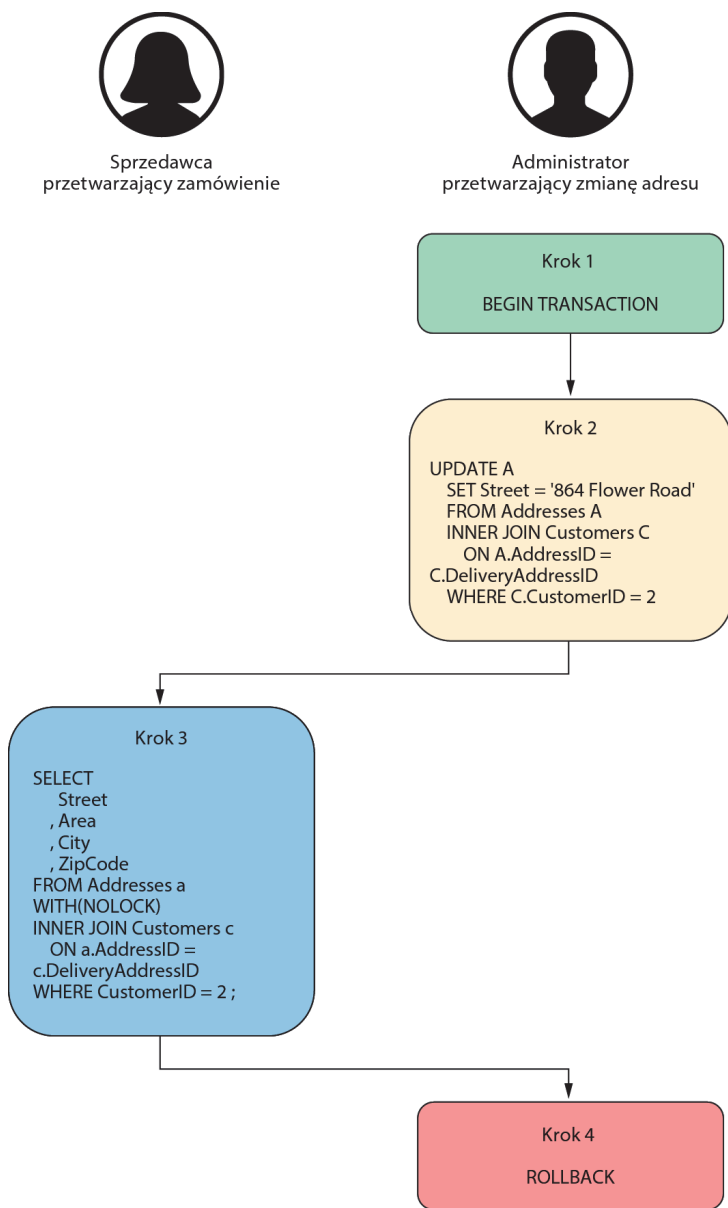 Sprzedawca
przetwarzający zamówienie
Administrator
przetwarzający zmianę adresu
Krok 1
BEGIN TRANSACTION
Krok 2
UPDATE A
SET Street = '864 Flower Road'
FROM Addresses A
INNER JOIN Customers C
ON A.AddressID =
C.DeliveryAddressID
WHERE C.CustomerID = 2
Krok 3
SELECT
Street
, Area
, City
, ZipCode
FROM Addresses a
WITH(NOLOCK)
INNER JOIN Customers c
ON a.AddressID =
c.DeliveryAddressID
WHERE CustomerID = 2 ;
Krok 4
ROLLBACK